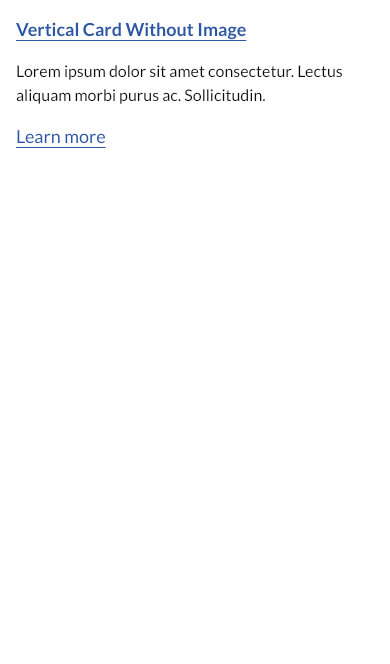 Vertical Card Without Image
Lorem ipsum dolor sit amet consectetur. Lectus
aliquam morbi purus ac. Sollicitudin.
Learn more